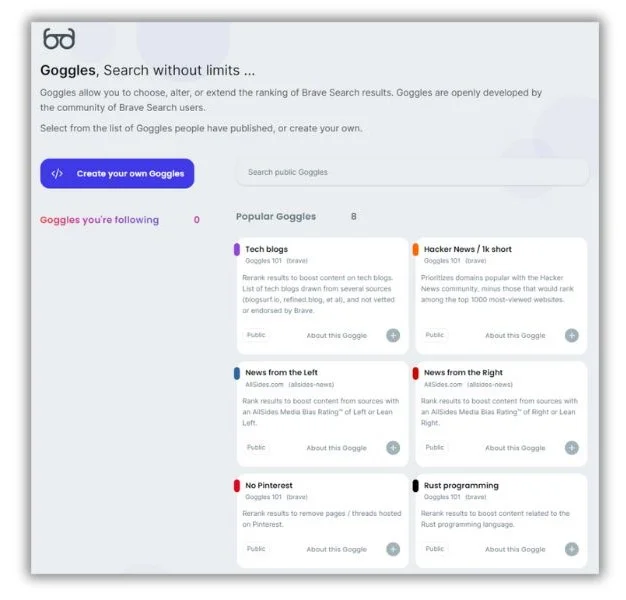 Goggles, Search without limits ...
Goggles allow you to choose, alter, or extend the ranking of Brave Search results. Goggles are openly developed by
the community of Brave Search users.
Select from the list of Goggles people have published, or create your own.
</> Create your own Goggles
Search public Goggles
Goggles you're following 0
Popular Goggles 8
Tech blogs
Goggles 101 (brave)
Rerank results to boost content on tech blogs.
List of tech blogs drawn from several sources
(blogsurf.io, refined.blog, et al), and not vetted
or endorsed by Brave.
Public About this Goggle +
Hacker News / 1k short
Goggles 101 (brave)
Prioritizes domains popular with the Hacker
News community, minus those that would rank
among the top 1000 most-viewed websites.
Public About this Goggle +
News from the Left
AllSides.com (allsides-news)
Rank results to boost content from sources with
an AllSides Media Bias Rating™ of Left or Lean
Left.
Public About this Goggle +
News from the Right
AllSides.com (allsides-news)
Rank results to boost content from sources with
an AllSides Media Bias Rating™ of Right or Lean
Right.
Public About this Goggle +
No Pinterest
Goggles 101 (brave)
Rerank results to remove pages / threads hosted
on Pinterest.
Public About this Goggle +
Rust programming
Goggles 101 (brave)
Rerank results to boost content related to the
Rust programming language.
Public About this Goggle +